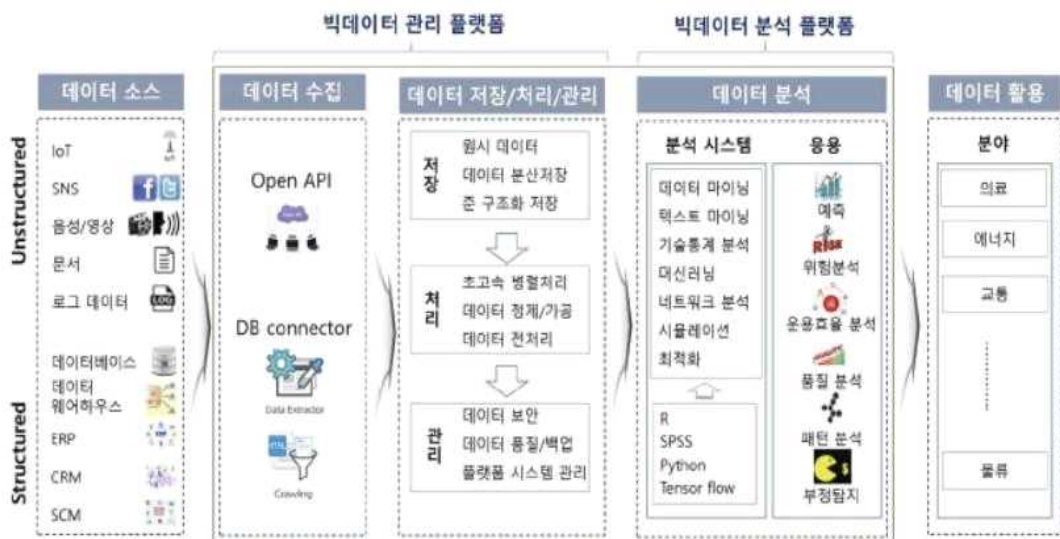 빅데이터 관리 플랫폼
빅데이터 분석 플랫폼
데이터 소스
데이터 수집
데이터 저장/처리/관리
데이터 분석
데이터 활용
Unstructured
IoT
SNS
음성/영상
문서
로그 데이터
LOG
Structured
데이터베이스
데이터
웨어하우스
ERP
CRM
SCM
Open API
DB connector
Data Extractor
HTML
Crawling
저장
원시 데이터
데이터 분산저장
준 구조화 저장
처리
초고속 병렬처리
데이터 정제/가공
데이터 전처리
관리
데이터 보안
데이터 품질/백업
플랫폼 시스템 관리
분석 시스템
데이터 마이닝
텍스트 마이닝
기술통계 분석
머신러닝
네트워크 분석
시뮬레이션
최적화
R
SPSS
Python
Tensor flow
응용
예측
RISK
위험분석
운용효율 분석
품질 분석
패턴 분석
부정탐지
분야
의료
에너지
교통
물류